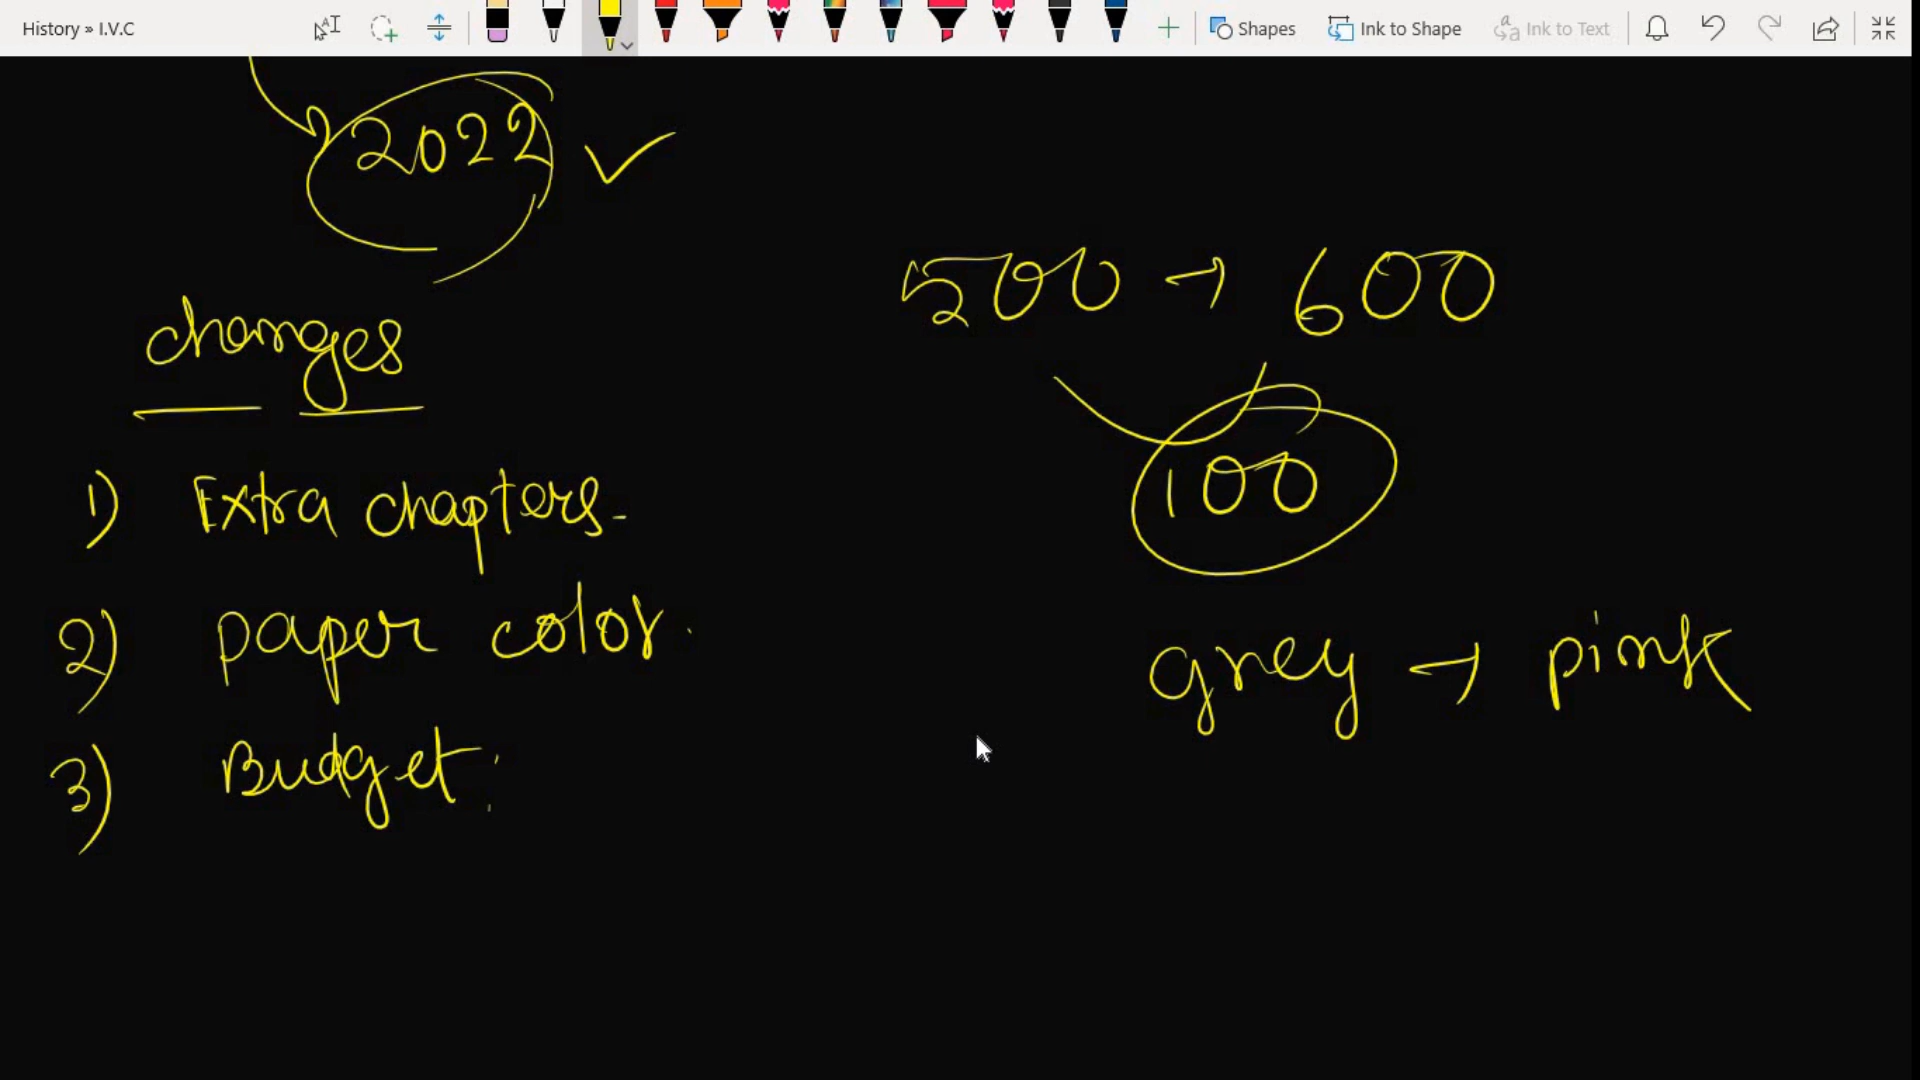 History » I.V.C
Shapes
Ink to Shape
Ink to Text
2022
changes
1) Extra chapters.
2) paper color.
3) Budget:
500 → 600
100
grey → pink